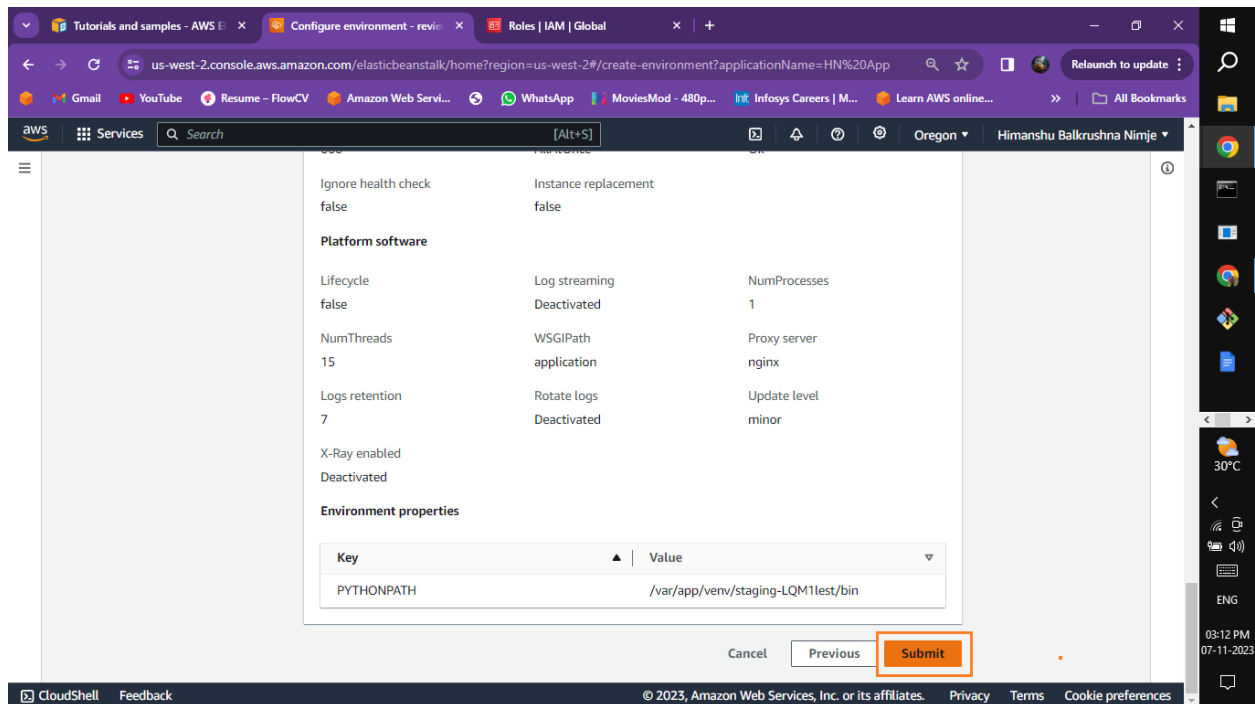 Tutorials and samples - AWS El
Configure environment - revie
Roles | IAM | Global
us-west-2.console.aws.amazon.com/elasticbeanstalk/home?region=us-west-2#/create-environment?applicationName=HN%20App
Relaunch to update
Gmail
YouTube
Resume – FlowCV
Amazon Web Servi...
WhatsApp
MoviesMod - 480p...
Infosys Careers | M...
Learn AWS online...
»
All Bookmarks
aws
Services
Search
[Alt+S]
Oregon
Himanshu Balkrushna Nimje
Ignore health check
Instance replacement
false
false
Platform software
Lifecycle
Log streaming
NumProcesses
false
Deactivated
1
NumThreads
WSGIPath
Proxy server
15
application
nginx
Logs retention
Rotate logs
Update level
7
Deactivated
minor
X-Ray enabled
Deactivated
Environment properties
Key
Value
PYTHONPATH
/var/app/venv/staging-LQM1lest/bin
Cancel
Previous
Submit
CloudShell
Feedback
© 2023, Amazon Web Services, Inc. or its affiliates.
Privacy
Terms
Cookie preferences
30°C
ENG
03:12 PM
07-11-2023